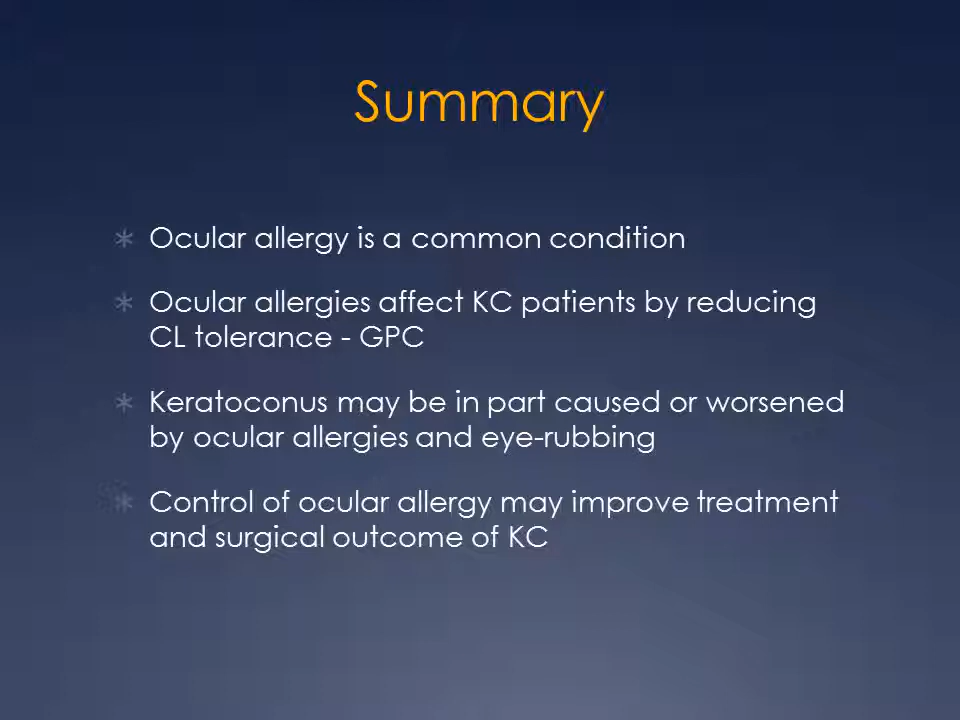 Summary
Ocular allergy is a common condition
Ocular allergies affect KC patients by reducing
CL tolerance - GPC
Keratoconus may be in part caused or worsened
by ocular allergies and eye-rubbing
Control of ocular allergy may improve treatment
and surgical outcome of KC